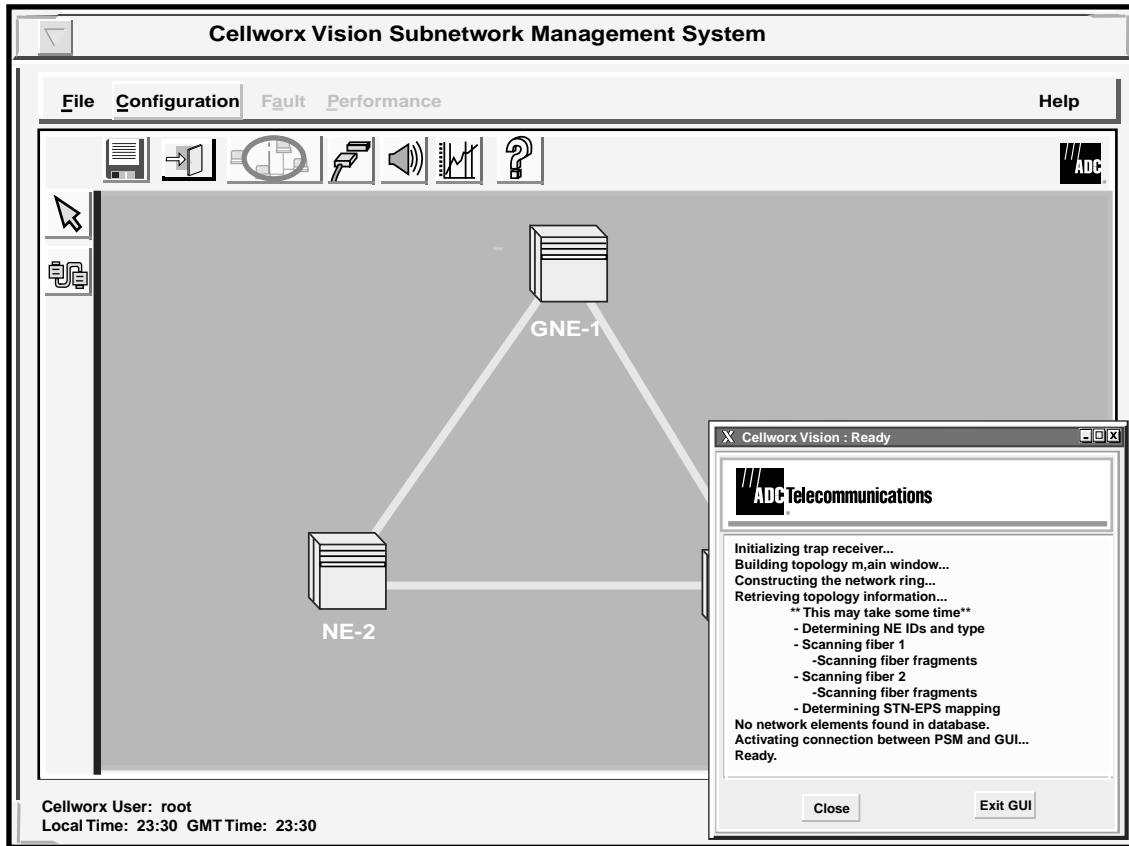 Cellworx Vision Subnetwork Management System
File Configuration Fault Performance Help
ADC
GNE-1
NE-2
X Cellworx Vision : Ready
ADC Telecommunications
Initializing trap receiver...
Building topology m,ain window...
Constructing the network ring...
Retrieving topology information...
** This may take some time**
- Determining NE IDs and type
- Scanning fiber 1
-Scanning fiber fragments
- Scanning fiber 2
-Scanning fiber fragments
- Determining STN-EPS mapping
No network elements found in database.
Activating connection between PSM and GUI...
Ready.
Close Exit GUI
Cellworx User: root
Local Time: 23:30 GMT Time: 23:30